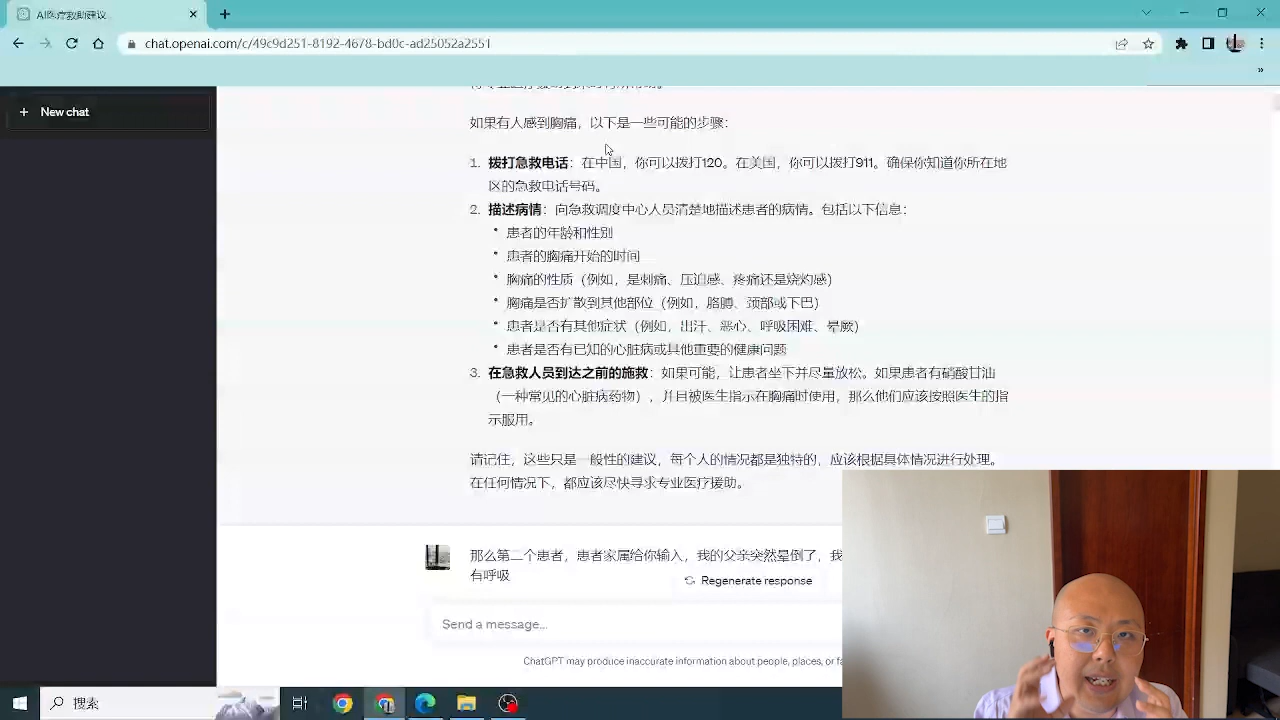 AI医疗救助建议
chat.openai.com/c/49c9d251-8192-4678-bd0c-ad25052a2551
New chat
如果有人感到胸痛，以下是一些可能的步骤：
1. 拨打急救电话：在中国，你可以拨打120。在美国，你可以拨打911。确保你知道你所在地
区的急救电话号码。
2. 描述病情：向急救调度中心人员清楚地描述患者的病情。包括以下信息：
• 患者的年龄和性别
• 患者的胸痛开始的时间
• 胸痛的性质（例如，是刺痛、压迫感、疼痛还是烧灼感）
• 胸痛是否扩散到其他部位（例如，胳膊、颈部或下巴）
• 患者是否有其他症状（例如，出汗、恶心、呼吸困难、晕厥）
• 患者是否有已知的心脏病或其他重要的健康问题
3. 在急救人员到达之前的施救：如果可能，让患者坐下并尽量放松。如果患者有硝酸甘油
（一种常见的心脏病药物），并且被医生指示在胸痛时使用，那么他们应该按照医生的指
示服用。
请记住，这些只是一般性的建议，每个人的情况都是独特的，应该根据具体情况进行处理。
在任何情况下，都应该尽快寻求专业医疗援助。
那么第二个患者，患者家属给你输入，我的父亲突然晕倒了，我
有呼吸
Regenerate response
Send a message...
ChatGPT may produce inaccurate information about people, places, or
搜索